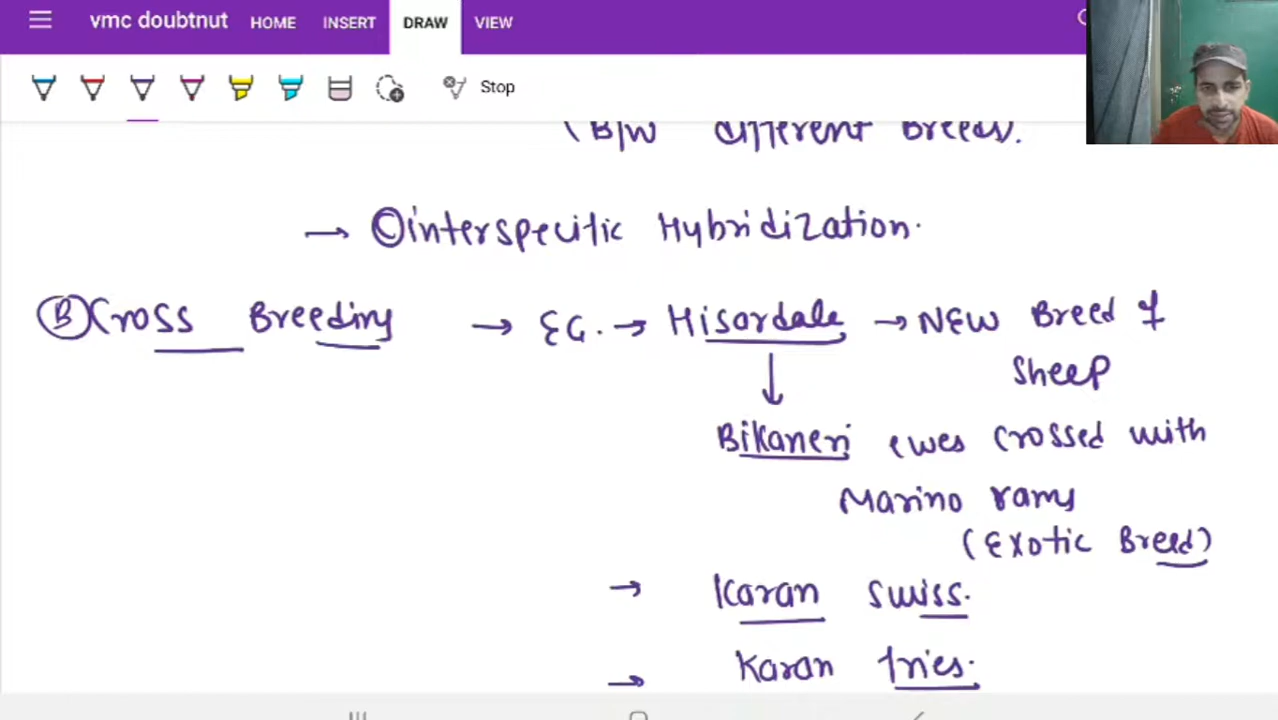 vmc doubtnut HOME INSERT DRAW VIEW
Stop
(B/W different Breeds.
→ Ⓒ interspecific Hybridization.
Ⓑ Cross Breeding → EG. → Hisardale → NEW Breed of
Sheep
↓
Bikaneri ewes crossed with
Marino rams
(Exotic Breed)
→ Karan swiss.
→ Karan fries.